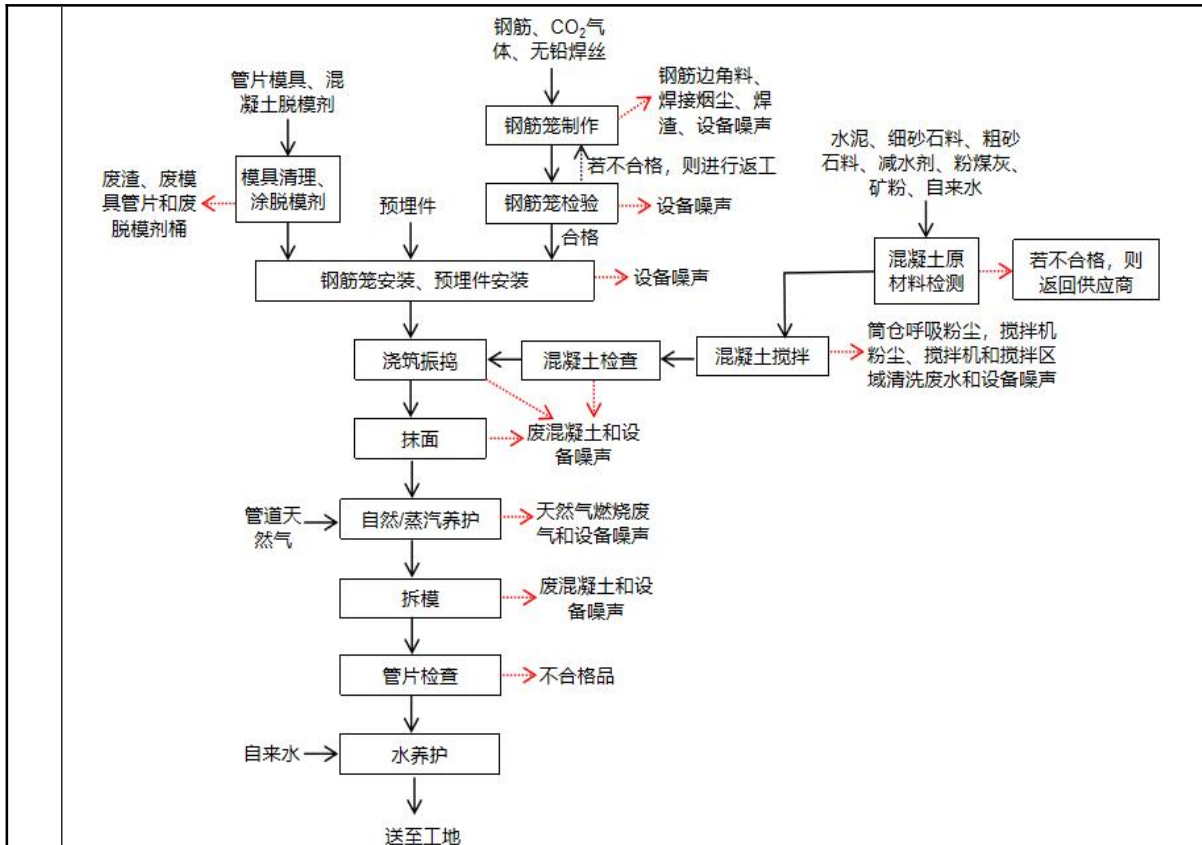 钢筋、CO₂气
体、无铅焊丝
管片模具、混
凝土脱模剂
钢筋边角料、
焊接烟尘、焊
渣、设备噪声
钢筋笼制作
水泥、细砂石料、粗砂
石料、减水剂、粉煤灰、
矿粉、自来水
若不合格，则进行返工
废渣、废模
具管片和废
脱模剂桶
模具清理、
涂脱模剂
预埋件
钢筋笼检验
设备噪声
合格
混凝土原
材料检测
若不合格，则
返回供应商
钢筋笼安装、预埋件安装
设备噪声
筒仓呼吸粉尘，搅拌机
粉尘、搅拌机和搅拌区
域清洗废水和设备噪声
浇筑振捣
混凝土检查
混凝土搅拌
抹面
废混凝土和设
备噪声
管道天
然气
自然/蒸汽养护
天然气燃烧废
气和设备噪声
拆模
废混凝土和设
备噪声
管片检查
不合格品
自来水
水养护
送至工地